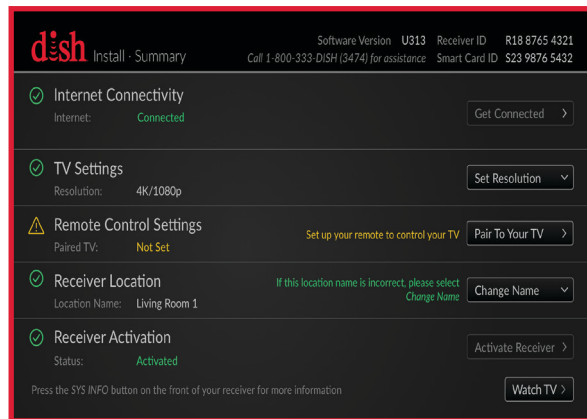 dish Install · Summary
Software Version U313 Receiver ID R18 8765 4321
Call 1-800-333-DISH (3474) for assistance Smart Card ID S23 9876 5432
Internet Connectivity
Internet: Connected
Get Connected >
TV Settings
Resolution: 4K/1080p
Set Resolution
Remote Control Settings
Paired TV: Not Set
Set up your remote to control your TV
Pair To Your TV >
Receiver Location
Location Name: Living Room 1
If this location name is incorrect, please select
Change Name
Change Name
Receiver Activation
Status: Activated
Activate Receiver >
Press the SYS INFO button on the front of your receiver for more information
Watch TV >